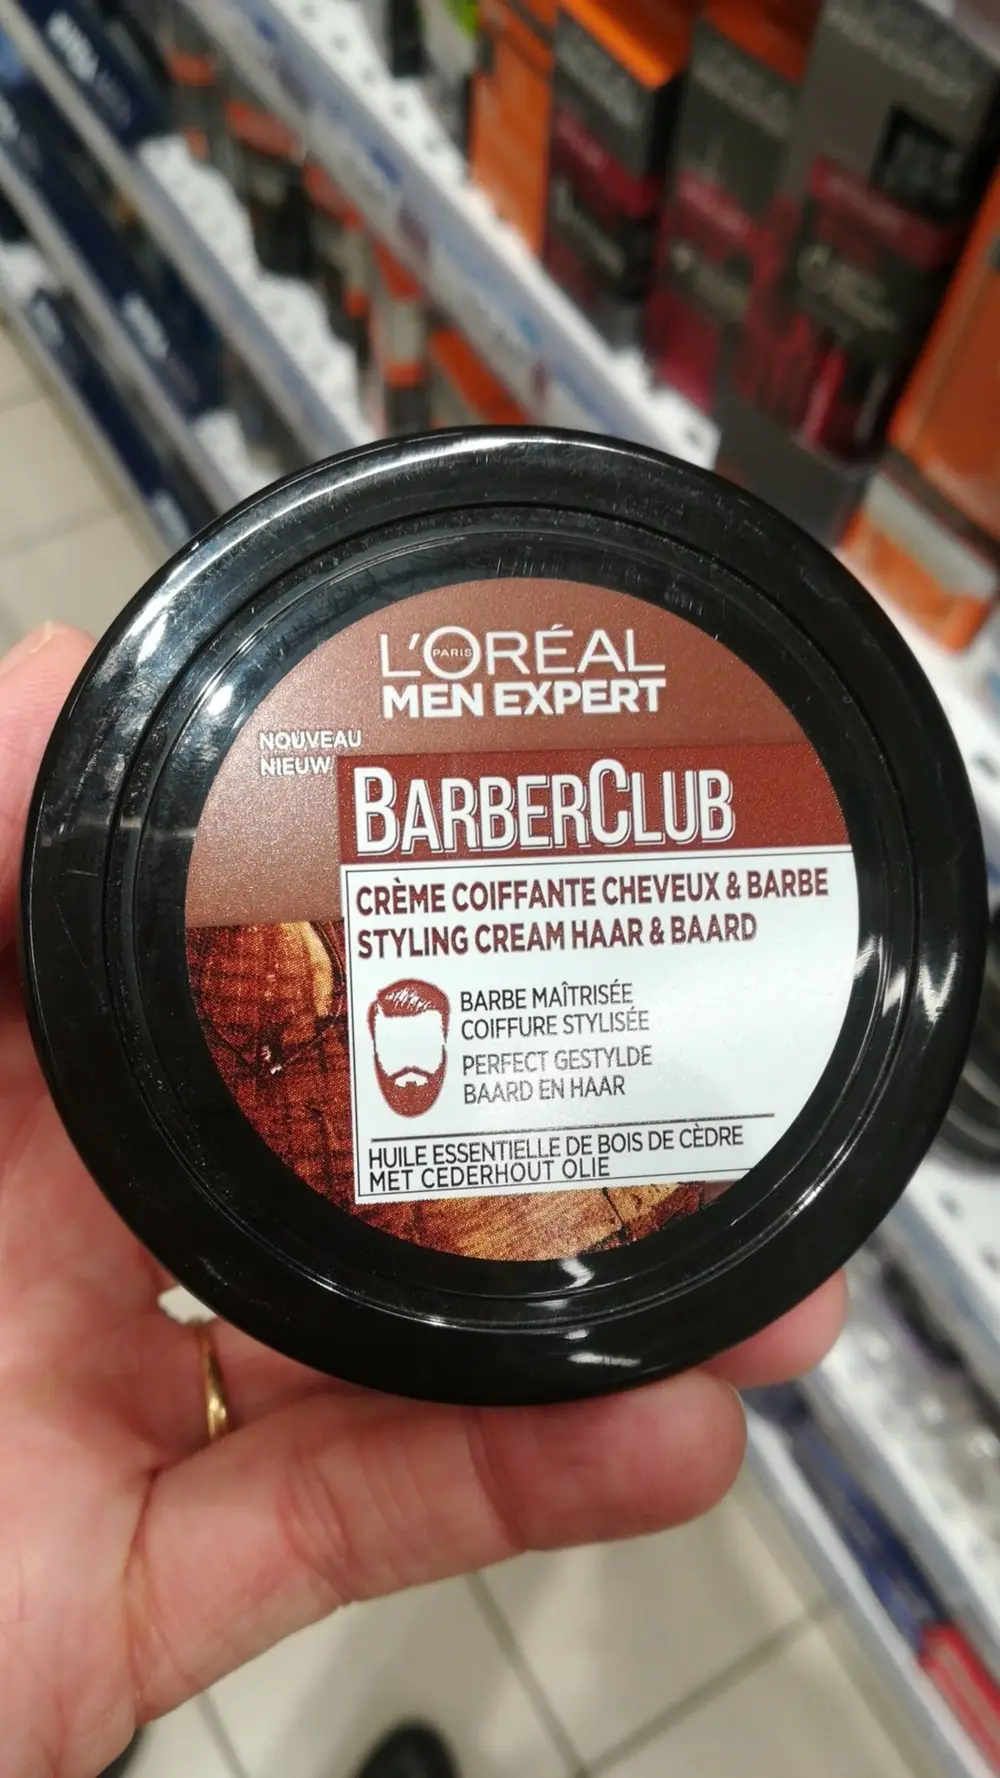 L'ORÉAL
PARIS
MEN EXPERT
NOUVEAU
NIEUW
BARBERCLUB
CRÈME COIFFANTE CHEVEUX & BARBE
STYLING CREAM HAAR & BAARD
BARBE MAÎTRISÉE
COIFFURE STYLISÉE
PERFECT GESTYLDE
BAARD EN HAAR
HUILE ESSENTIELLE DE BOIS DE CÈDRE
MET CEDERHOUT OLIE